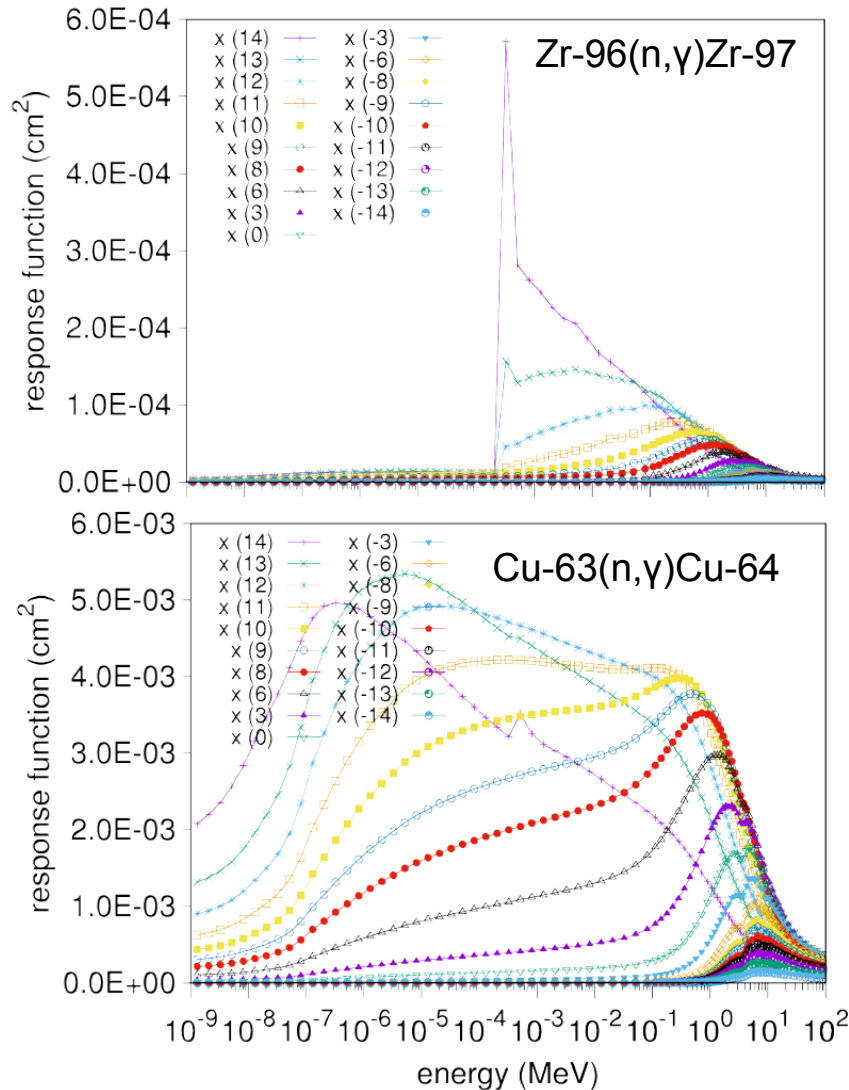 Zr-96(n,γ)Zr-97
response function (cm²)
6.0E-04
5.0E-04
4.0E-04
3.0E-04
2.0E-04
1.0E-04
0.0E+00
x (14)
x (13)
x (12)
x (11)
x (10)
x (9)
x (8)
x (6)
x (3)
x (0)
x (-3)
x (-6)
x (-8)
x (-9)
x (-10)
x (-11)
x (-12)
x (-13)
x (-14)
Cu-63(n,γ)Cu-64
response function (cm²)
6.0E-03
5.0E-03
4.0E-03
3.0E-03
2.0E-03
1.0E-03
0.0E+00
x (14)
x (13)
x (12)
x (11)
x (10)
x (9)
x (8)
x (6)
x (3)
x (0)
x (-3)
x (-6)
x (-8)
x (-9)
x (-10)
x (-11)
x (-12)
x (-13)
x (-14)
10⁻⁹ 10⁻⁸ 10⁻⁷ 10⁻⁶ 10⁻⁵ 10⁻⁴ 10⁻³ 10⁻² 10⁻¹ 10⁰ 10¹ 10²
energy (MeV)